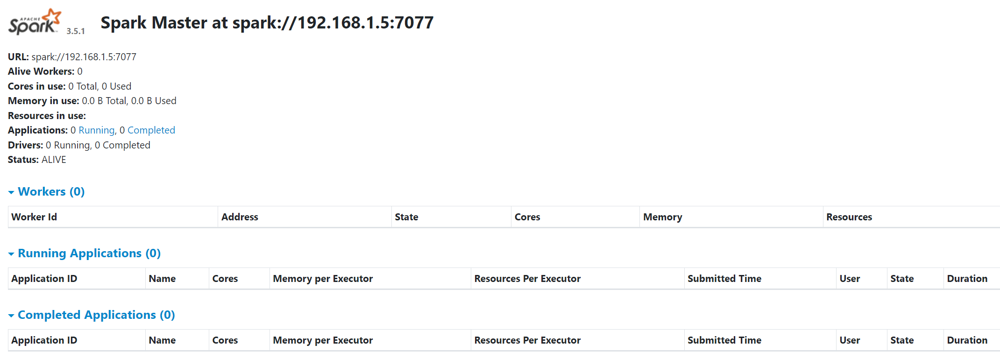 APACHE
Spark™ 3.5.1 Spark Master at spark://192.168.1.5:7077
URL: spark://192.168.1.5:7077
Alive Workers: 0
Cores in use: 0 Total, 0 Used
Memory in use: 0.0 B Total, 0.0 B Used
Resources in use:
Applications: 0 Running, 0 Completed
Drivers: 0 Running, 0 Completed
Status: ALIVE
Workers (0)
Worker Id Address State Cores Memory Resources
Running Applications (0)
Application ID Name Cores Memory per Executor Resources Per Executor Submitted Time User State Duration
Completed Applications (0)
Application ID Name Cores Memory per Executor Resources Per Executor Submitted Time User State Duration